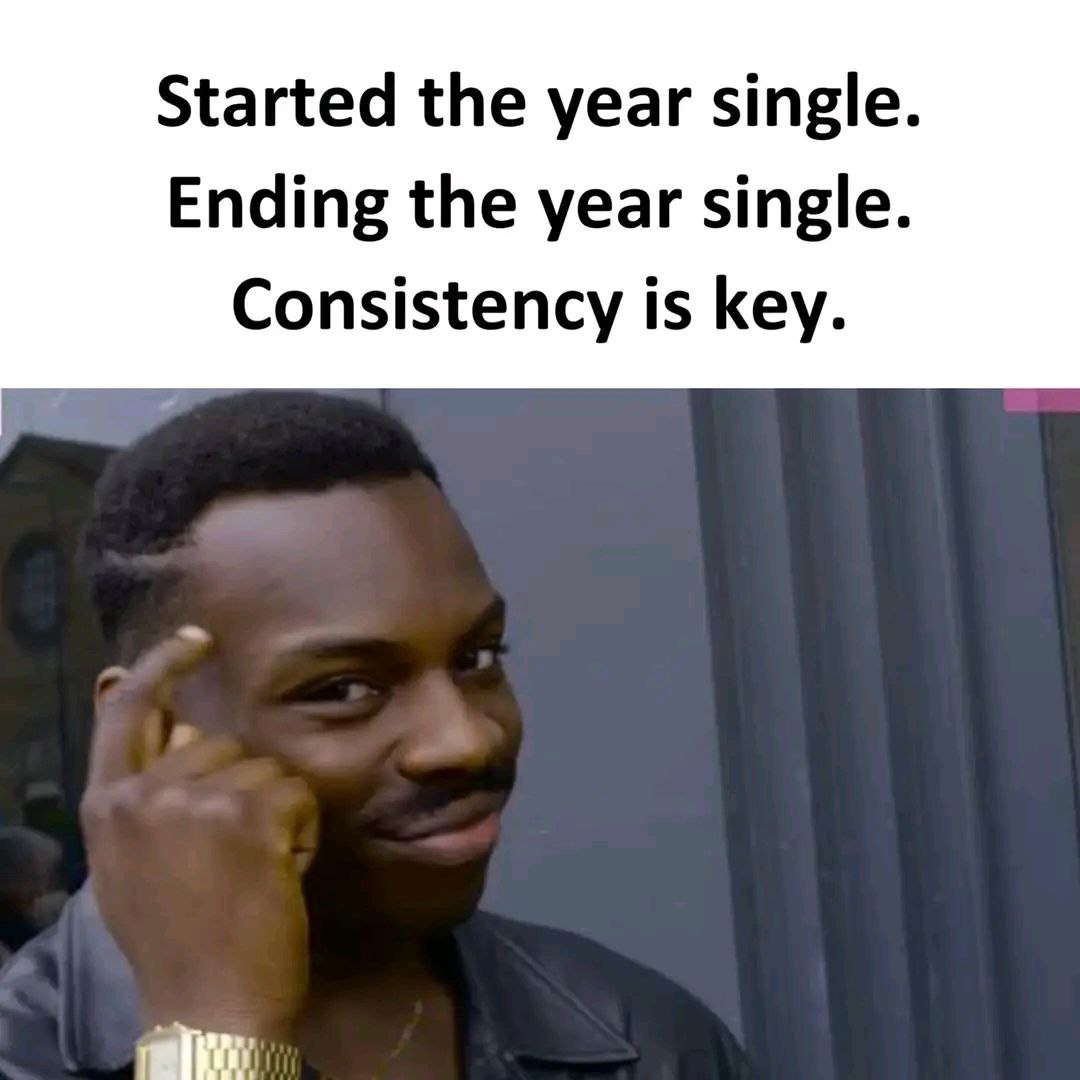 Started the year single.
Ending the year single.
Consistency is key.